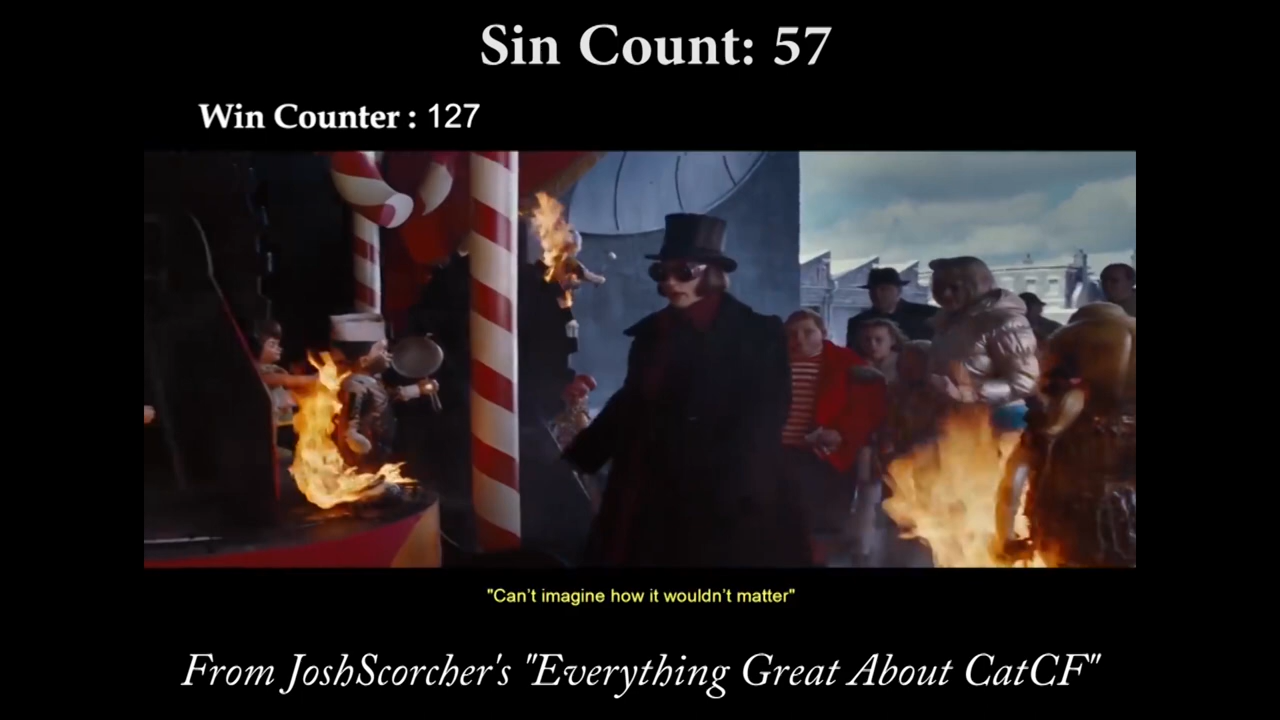 Sin Count: 57
Win Counter : 127
"Can't imagine how it wouldn't matter"
From JoshScorcher's "Everything Great About CatCF"